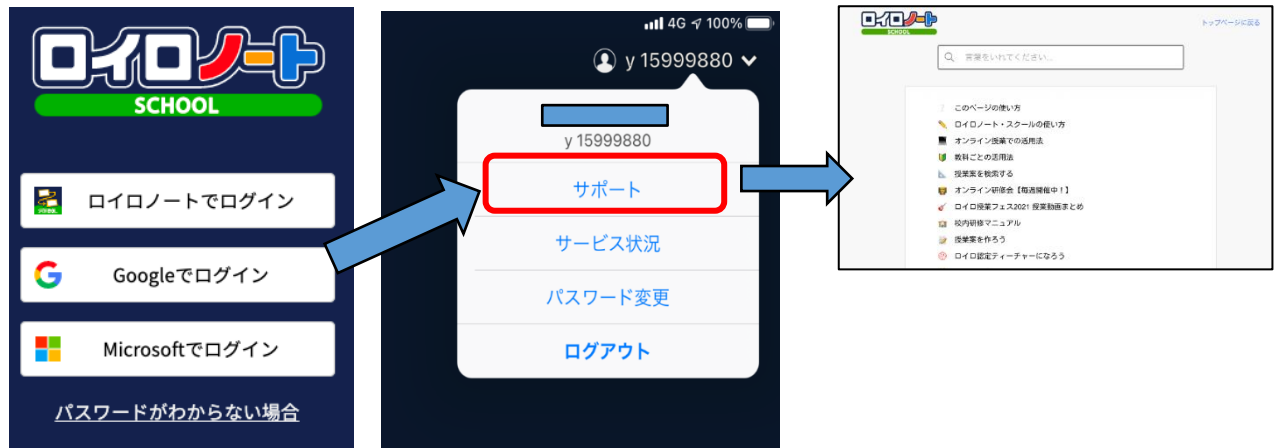 ロイロノート
SCHOOL
ロイロノートでログイン
Googleでログイン
Microsoftでログイン
パスワードがわからない場合
4G 100%
y 15999880
y 15999880
サポート
サービス状況
パスワード変更
ログアウト
ロイロノート
SCHOOL
トップページに戻る
言葉をいれてください...
このページの使い方
ロイロノート・スクールの使い方
オンライン授業での活用法
教科ごとの活用法
授業案を検索する
オンライン研修会【毎週開催中!】
ロイロ授業フェス2021 授業動画まとめ
校内研修マニュアル
授業案を作ろう
ロイロ認定ティーチャーになろう